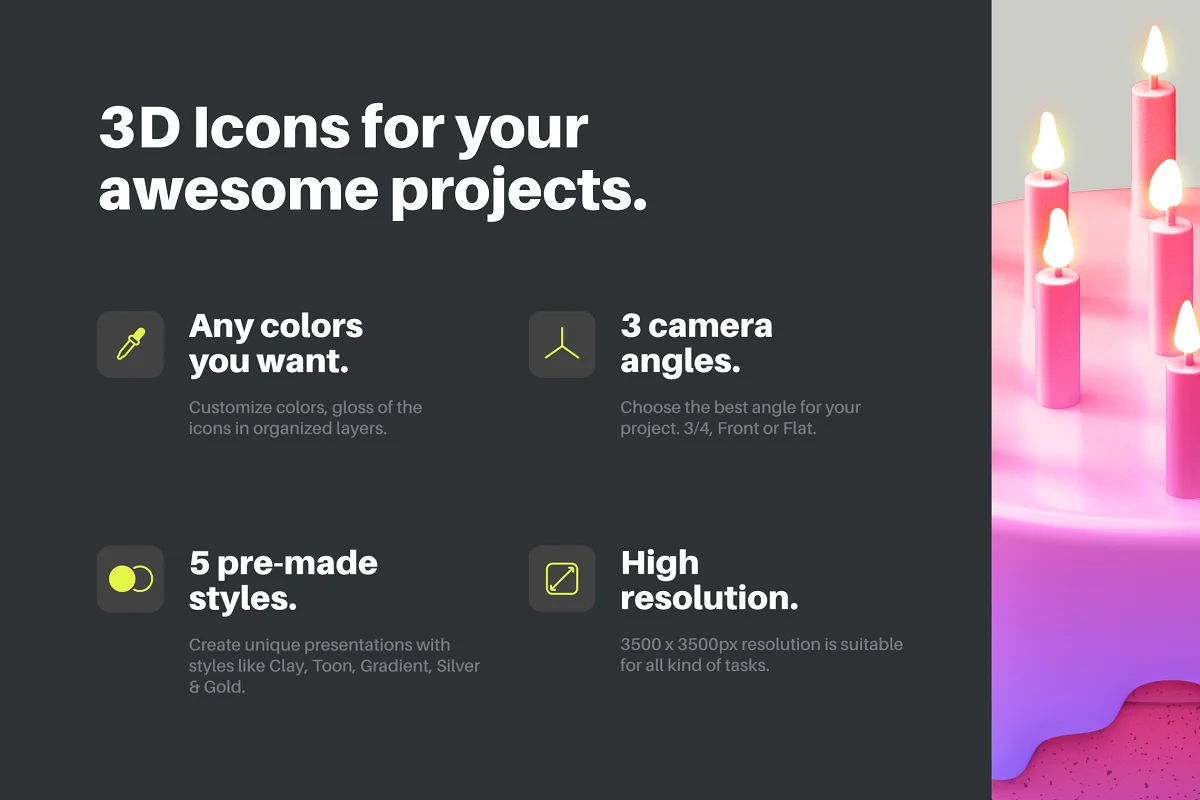 3D Icons for your
awesome projects.
Any colors
you want.
Customize colors, gloss of the
icons in organized layers.
3 camera
angles.
Choose the best angle for your
project. 3/4, Front or Flat.
5 pre-made
styles.
Create unique presentations with
styles like Clay, Toon, Gradient, Silver
& Gold.
High
resolution.
3500 x 3500px resolution is suitable
for all kind of tasks.